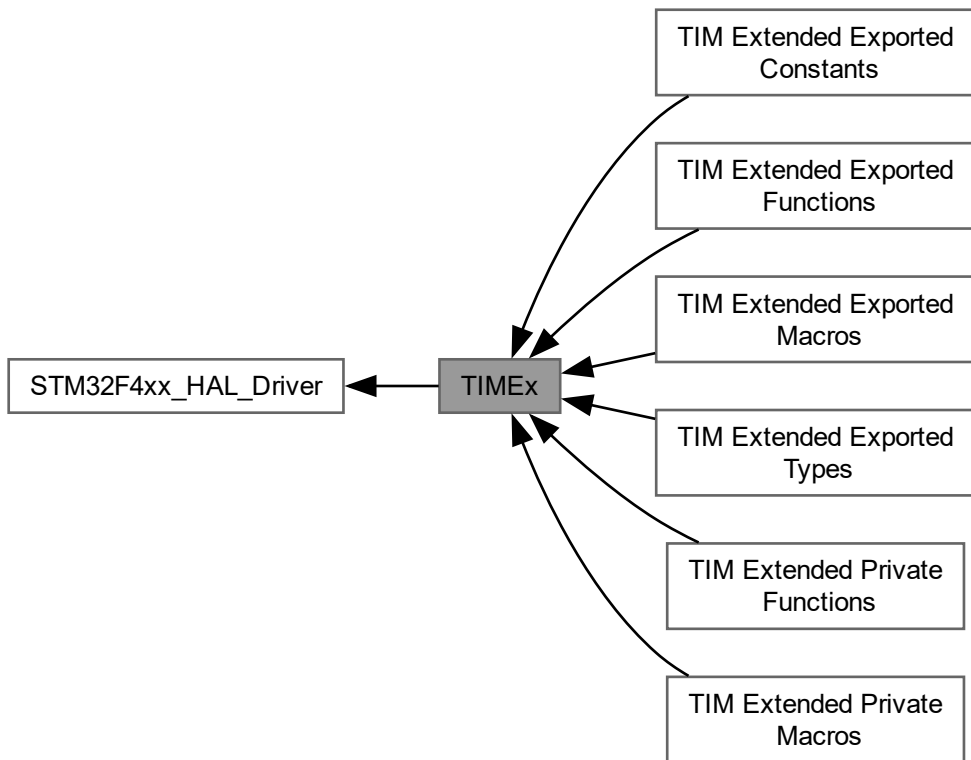 TIM Extended Exported
Constants
TIM Extended Exported
Functions
TIM Extended Exported
Macros
STM32F4xx_HAL_Driver
TIMEx
TIM Extended Exported
Types
TIM Extended Private
Functions
TIM Extended Private
Macros